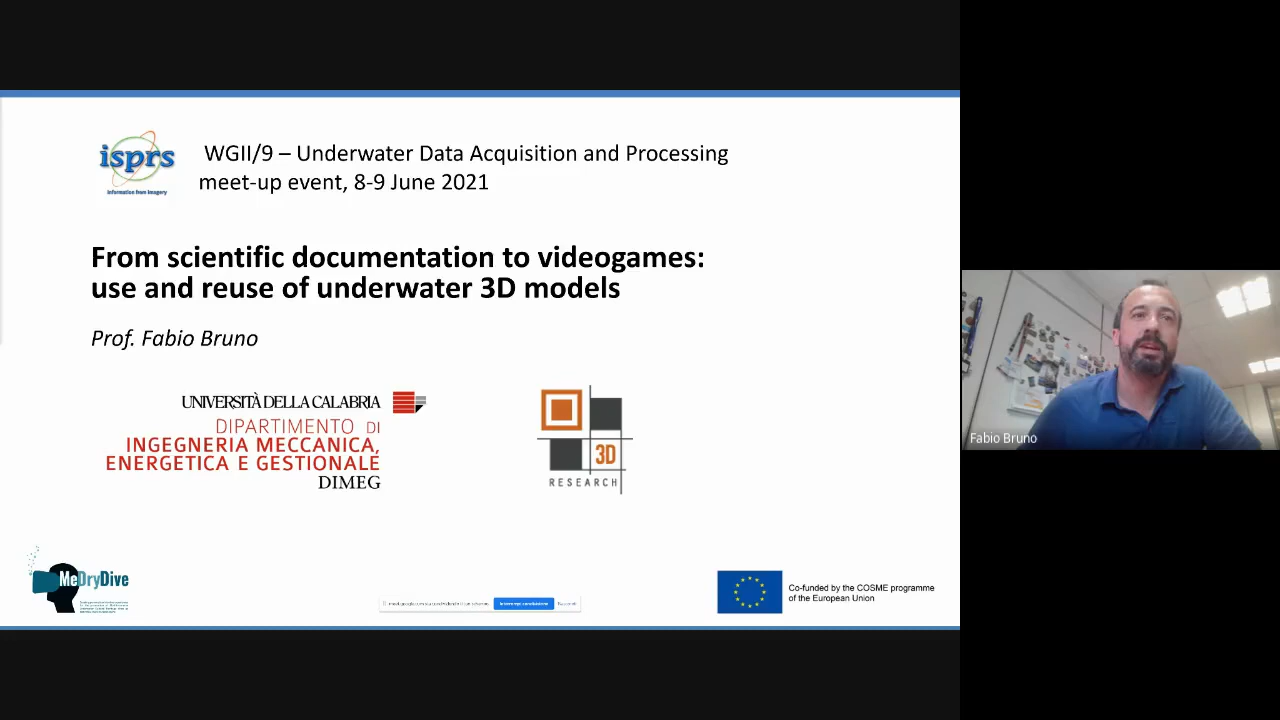 isprs
information from imagery
WGII/9 – Underwater Data Acquisition and Processing
meet-up event, 8-9 June 2021
From scientific documentation to videogames:
use and reuse of underwater 3D models
Prof. Fabio Bruno
UNIVERSITÀ DELLA CALABRIA
DIPARTIMENTO DI
INGEGNERIA MECCANICA,
ENERGETICA E GESTIONALE
DIMEG
3D
RESEARCH
Fabio Bruno
MeDryDive
Co-funded by the COSME programme
of the European Union